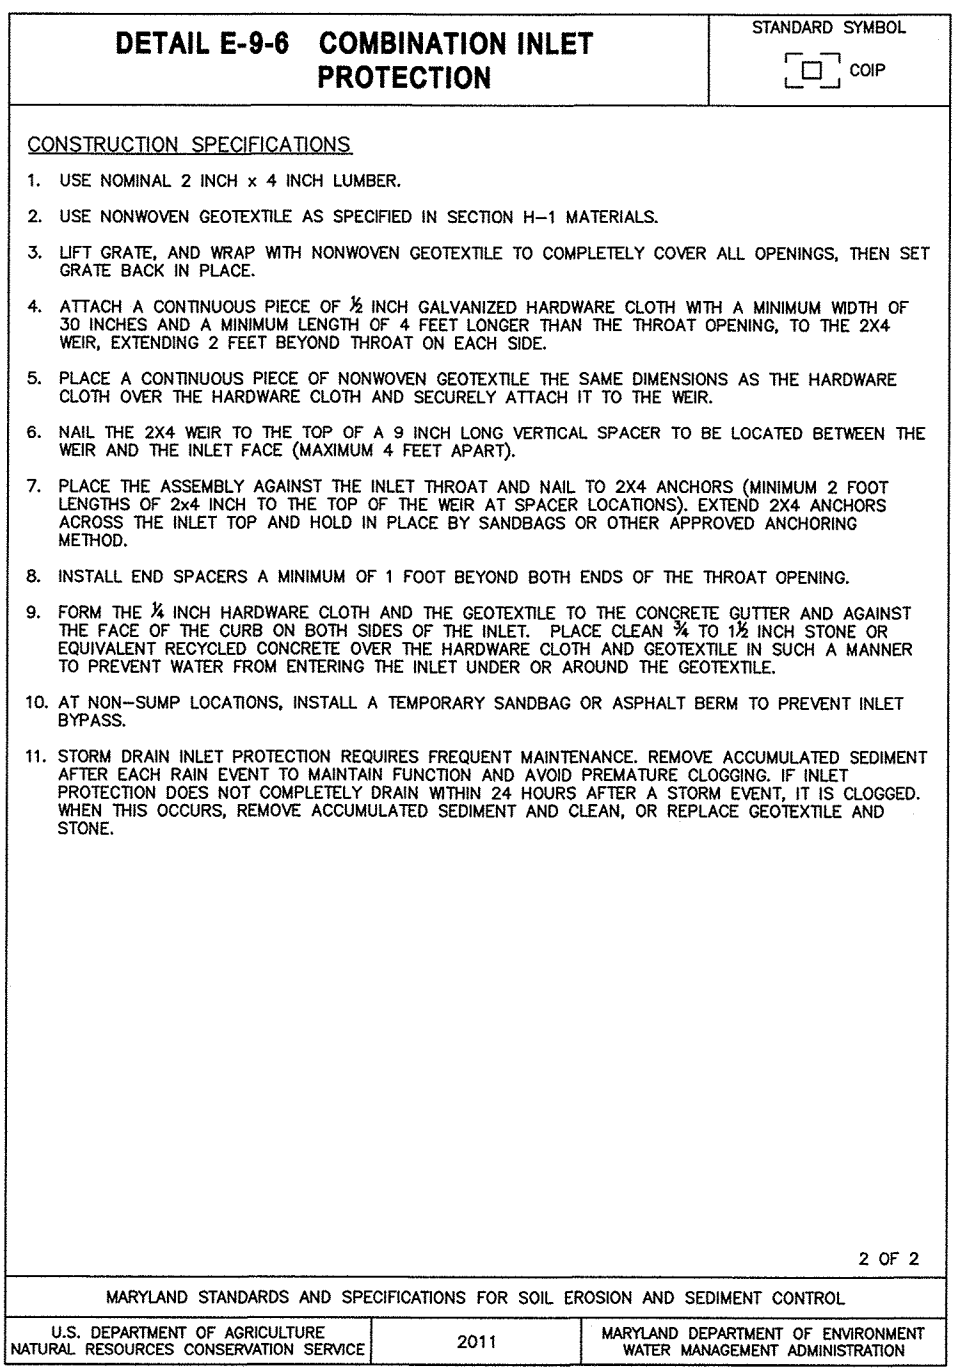 DETAIL E-9-6 COMBINATION INLET
PROTECTION
STANDARD SYMBOL
COIP
CONSTRUCTION SPECIFICATIONS
1. USE NOMINAL 2 INCH x 4 INCH LUMBER.
2. USE NONWOVEN GEOTEXTILE AS SPECIFIED IN SECTION H-1 MATERIALS.
3. LIFT GRATE, AND WRAP WITH NONWOVEN GEOTEXTILE TO COMPLETELY COVER ALL OPENINGS, THEN SET
GRATE BACK IN PLACE.
4. ATTACH A CONTINUOUS PIECE OF ½ INCH GALVANIZED HARDWARE CLOTH WITH A MINIMUM WIDTH OF
30 INCHES AND A MINIMUM LENGTH OF 4 FEET LONGER THAN THE THROAT OPENING, TO THE 2X4
WEIR, EXTENDING 2 FEET BEYOND THROAT ON EACH SIDE.
5. PLACE A CONTINUOUS PIECE OF NONWOVEN GEOTEXTILE THE SAME DIMENSIONS AS THE HARDWARE
CLOTH OVER THE HARDWARE CLOTH AND SECURELY ATTACH IT TO THE WEIR.
6. NAIL THE 2X4 WEIR TO THE TOP OF A 9 INCH LONG VERTICAL SPACER TO BE LOCATED BETWEEN THE
WEIR AND THE INLET FACE (MAXIMUM 4 FEET APART).
7. PLACE THE ASSEMBLY AGAINST THE INLET THROAT AND NAIL TO 2X4 ANCHORS (MINIMUM 2 FOOT
LENGTHS OF 2x4 INCH TO THE TOP OF THE WEIR AT SPACER LOCATIONS). EXTEND 2X4 ANCHORS
ACROSS THE INLET TOP AND HOLD IN PLACE BY SANDBAGS OR OTHER APPROVED ANCHORING
METHOD.
8. INSTALL END SPACERS A MINIMUM OF 1 FOOT BEYOND BOTH ENDS OF THE THROAT OPENING.
9. FORM THE ¼ INCH HARDWARE CLOTH AND THE GEOTEXTILE TO THE CONCRETE GUTTER AND AGAINST
THE FACE OF THE CURB ON BOTH SIDES OF THE INLET. PLACE CLEAN ¾ TO 1½ INCH STONE OR
EQUIVALENT RECYCLED CONCRETE OVER THE HARDWARE CLOTH AND GEOTEXTILE IN SUCH A MANNER
TO PREVENT WATER FROM ENTERING THE INLET UNDER OR AROUND THE GEOTEXTILE.
10. AT NON-SUMP LOCATIONS, INSTALL A TEMPORARY SANDBAG OR ASPHALT BERM TO PREVENT INLET
BYPASS.
11. STORM DRAIN INLET PROTECTION REQUIRES FREQUENT MAINTENANCE. REMOVE ACCUMULATED SEDIMENT
AFTER EACH RAIN EVENT TO MAINTAIN FUNCTION AND AVOID PREMATURE CLOGGING. IF INLET
PROTECTION DOES NOT COMPLETELY DRAIN WITHIN 24 HOURS AFTER A STORM EVENT, IT IS CLOGGED.
WHEN THIS OCCURS, REMOVE ACCUMULATED SEDIMENT AND CLEAN, OR REPLACE GEOTEXTILE AND
STONE.
2 OF 2
MARYLAND STANDARDS AND SPECIFICATIONS FOR SOIL EROSION AND SEDIMENT CONTROL
U.S. DEPARTMENT OF AGRICULTURE
NATURAL RESOURCES CONSERVATION SERVICE
2011
MARYLAND DEPARTMENT OF ENVIRONMENT
WATER MANAGEMENT ADMINISTRATION